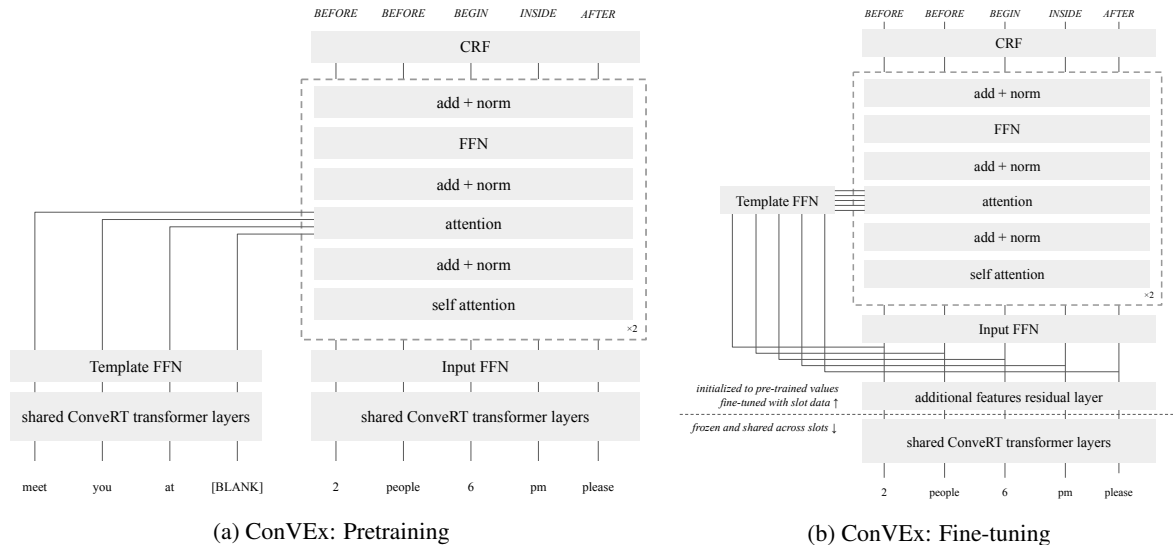 BEFORE BEFORE BEGIN INSIDE AFTER
CRF
add + norm
FFN
add + norm
attention
add + norm
self attention
×2
Template FFN
Input FFN
shared ConveRT transformer layers
shared ConveRT transformer layers
meet you at [BLANK]
2 people 6 pm please
(a) ConVEx: Pretraining
BEFORE BEFORE BEGIN INSIDE AFTER
CRF
add + norm
FFN
add + norm
Template FFN
attention
add + norm
self attention
×2
Input FFN
initialized to pre-trained values
fine-tuned with slot data ↑
additional features residual layer
frozen and shared across slots ↓
shared ConveRT transformer layers
2 people 6 pm please
(b) ConVEx: Fine-tuning